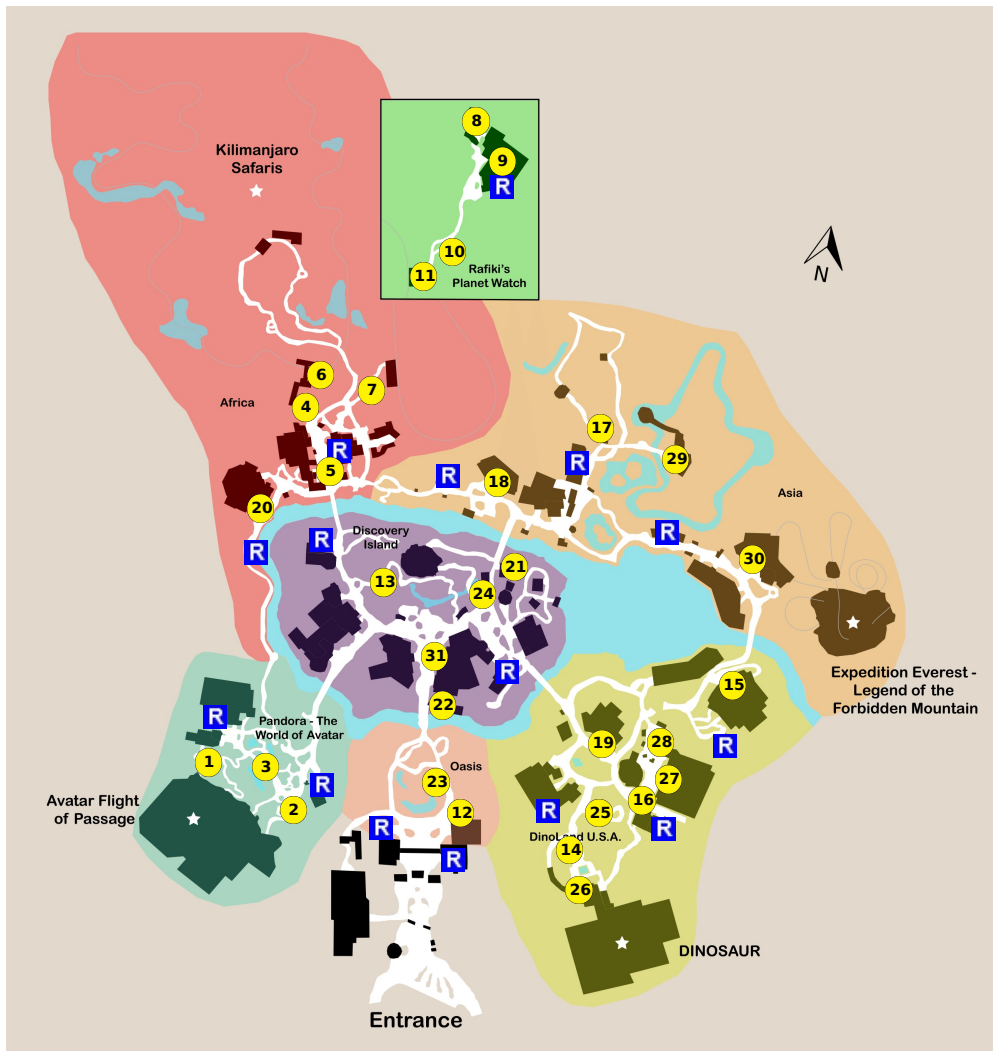 8
9
R
Kilimanjaro
Safaris
10
11
Rafiki's
Planet Watch
N
6
7
4
Africa
R
5
20
R
17
29
R
R
18
Asia
R
Discovery
Island
R
13
21
24
R
30
31
R
22
Expedition Everest -
Legend of the
Forbidden Mountain
15
R
Pandora - The
World of Avatar
1
3
2
R
R
Oasis
23
12
R
R
19
28
27
16
R
25
R
DinoLand U.S.A.
14
26
Avatar Flight
of Passage
DINOSAUR
Entrance